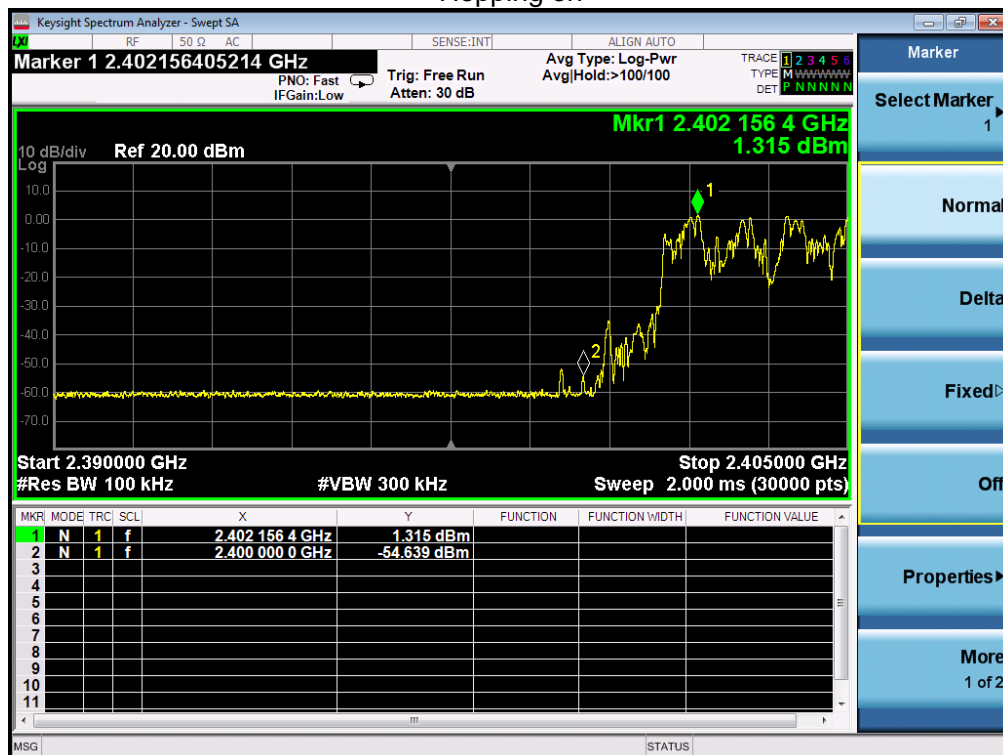 Hopping on
Keysight Spectrum Analyzer - Swept SA
LXI RF 50 Ω AC SENSE:INT ALIGN AUTO
Marker 1 2.402156405214 GHz
PNO: Fast
IFGain:Low
Trig: Free Run
Atten: 30 dB
Avg Type: Log-Pwr
Avg|Hold:>100/100
TRACE 1 2 3 4 5 6
TYPE M W W W W W
DET P N N N N N
Mkr1 2.402 156 4 GHz
1.315 dBm
10 dB/div Ref 20.00 dBm
Log
10.0
0.00
-10.0
-20.0
-30.0
-40.0
-50.0
-60.0
-70.0
1
2
Start 2.390000 GHz Stop 2.405000 GHz
#Res BW 100 kHz #VBW 300 kHz Sweep 2.000 ms (30000 pts)
MKR MODE TRC SCL X Y FUNCTION FUNCTION WIDTH FUNCTION VALUE
1 N 1 f 2.402 156 4 GHz 1.315 dBm
2 N 1 f 2.400 000 0 GHz -54.639 dBm
3
4
5
6
7
8
9
10
11
MSG STATUS
Marker
Select Marker
1
Normal
Delta
Fixed
Off
Properties
More
1 of 2